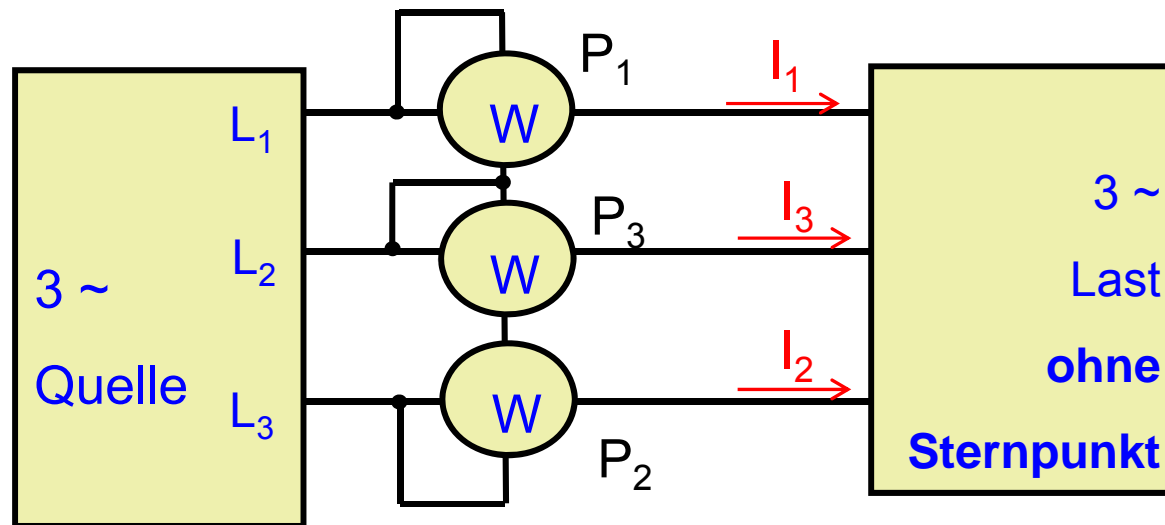 3 ~
Quelle
L₁
L₂
L₃
W
P₁
W
P₃
W
P₂
I₁
I₃
I₂
3 ~
Last
ohne
Sternpunkt